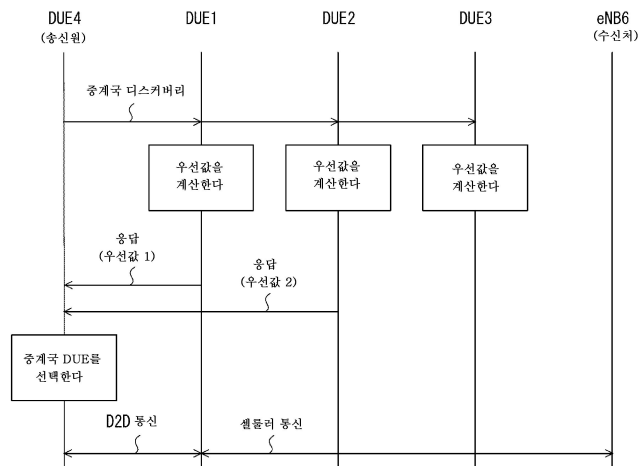 DUE4
(송신원)
DUE1
DUE2
DUE3
eNB6
(수신처)
중계국 디스커버리
우선값을
계산한다
우선값을
계산한다
우선값을
계산한다
응답
(우선값 1)
응답
(우선값 2)
중계국 DUE를
선택한다
D2D 통신
셀룰러 통신